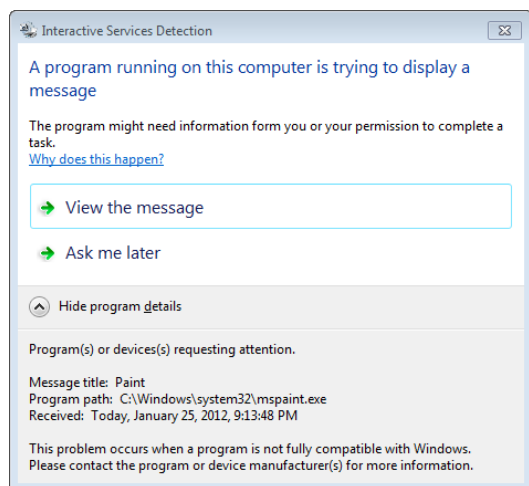 Interactive Services Detection
A program running on this computer is trying to display a
message
The program might need information form you or your permission to complete a
task.
Why does this happen?
View the message
Ask me later
Hide program details
Program(s) or devices(s) requesting attention.
Message title: Paint
Program path: C:\Windows\system32\mspaint.exe
Received: Today, January 25, 2012, 9:13:48 PM
This problem occurs when a program is not fully compatible with Windows.
Please contact the program or device manufacturer(s) for more information.